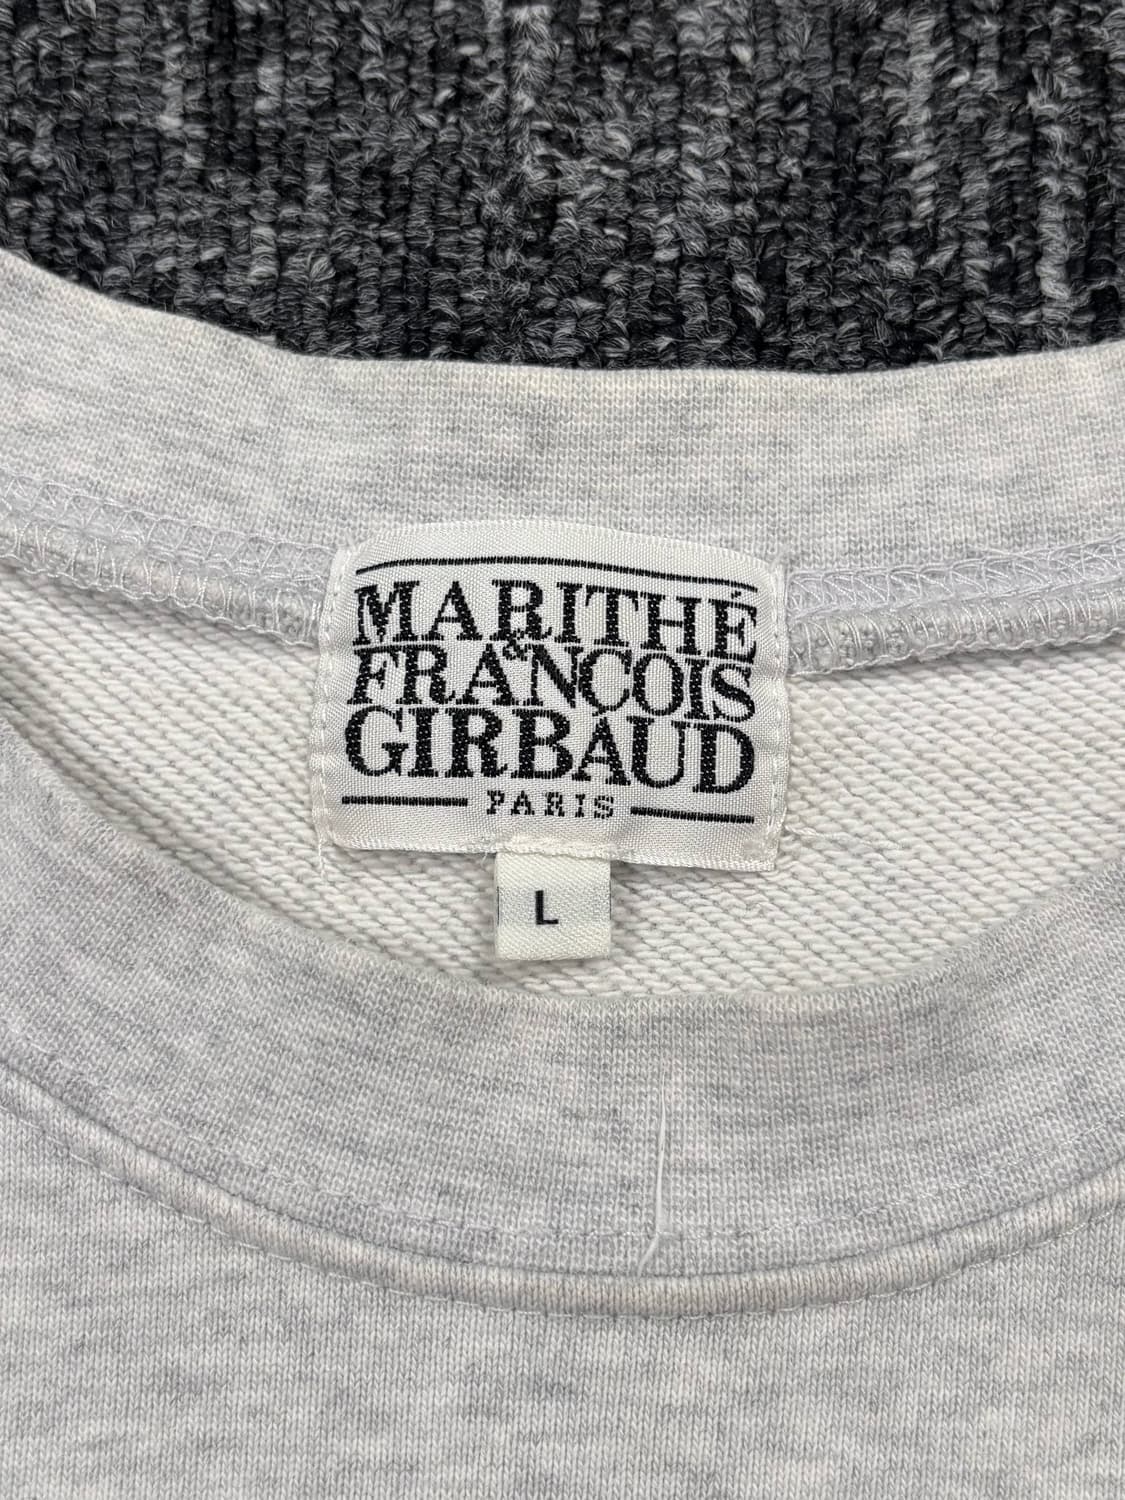 MARITHÉ
&
FRANÇOIS
GIRBAUD
PARIS
L